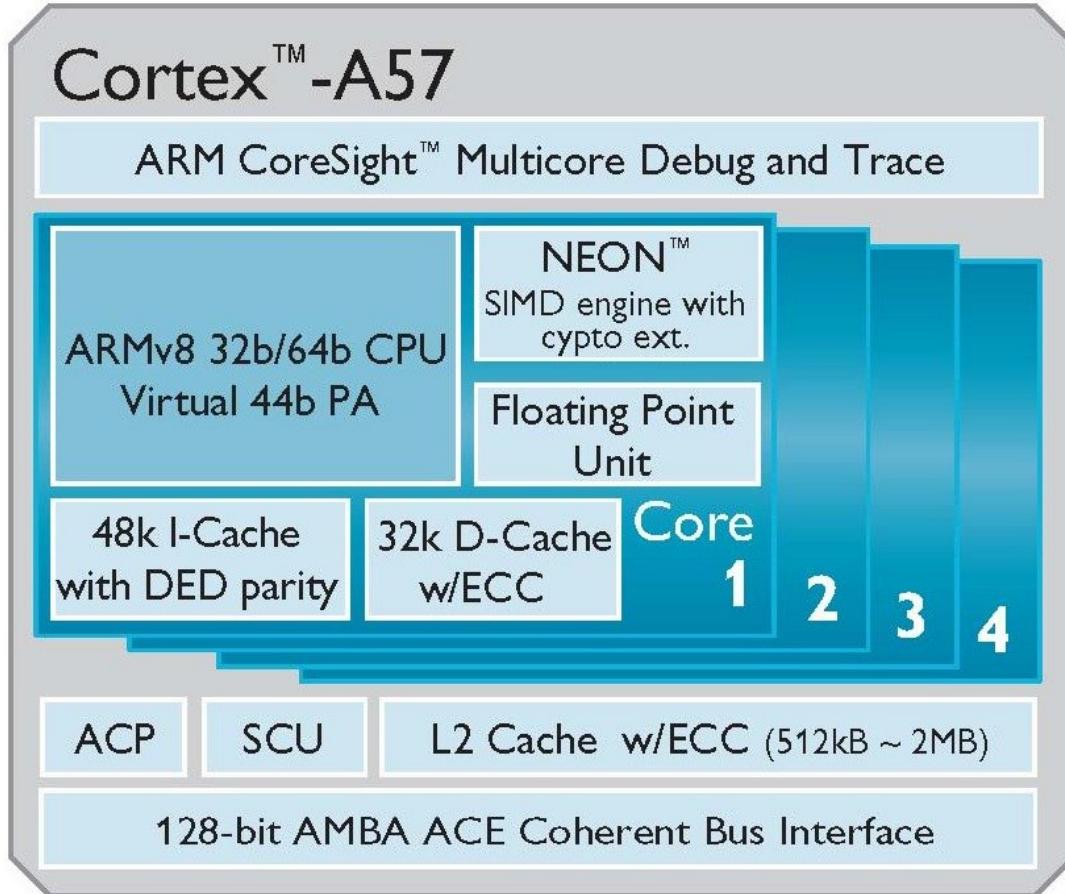 Cortex™-A57
ARM CoreSight™ Multicore Debug and Trace
ARMv8 32b/64b CPU
Virtual 44b PA
NEON™
SIMD engine with
cypto ext.
Floating Point
Unit
48k I-Cache
with DED parity
32k D-Cache
w/ECC
Core
1
2
3
4
ACP
SCU
L2 Cache w/ECC (512kB ~ 2MB)
128-bit AMBA ACE Coherent Bus Interface